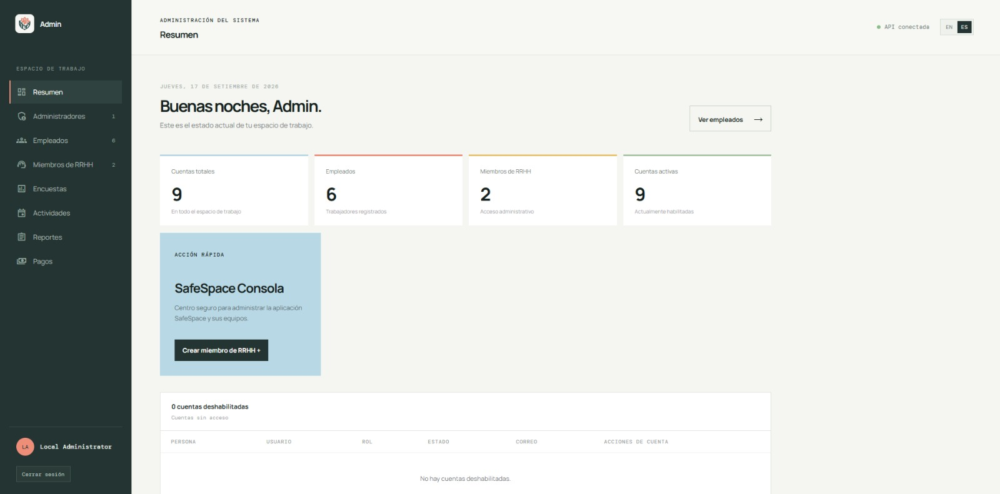 Admin
ESPACIO DE TRABAJO
Resumen
Administradores 1
Empleados 6
Miembros de RRHH 2
Encuestas
Actividades
Reportes
Pagos
LA Local Administrator
Cerrar sesión
ADMINISTRACIÓN DEL SISTEMA
Resumen
API conectada EN ES
JUEVES, 17 DE SETIEMBRE DE 2026
Buenas noches, Admin.
Este es el estado actual de tu espacio de trabajo.
Ver empleados →
Cuentas totales
9
En todo el espacio de trabajo
Empleados
6
Trabajadores registrados
Miembros de RRHH
2
Acceso administrativo
Cuentas activas
9
Actualmente habilitadas
ACCIÓN RÁPIDA
SafeSpace Consola
Centro seguro para administrar la aplicación
SafeSpace y sus equipos.
Crear miembro de RRHH +
0 cuentas deshabilitadas
Cuentas sin acceso
PERSONA USUARIO ROL ESTADO CORREO ACCIONES DE CUENTA
No hay cuentas deshabilitadas.